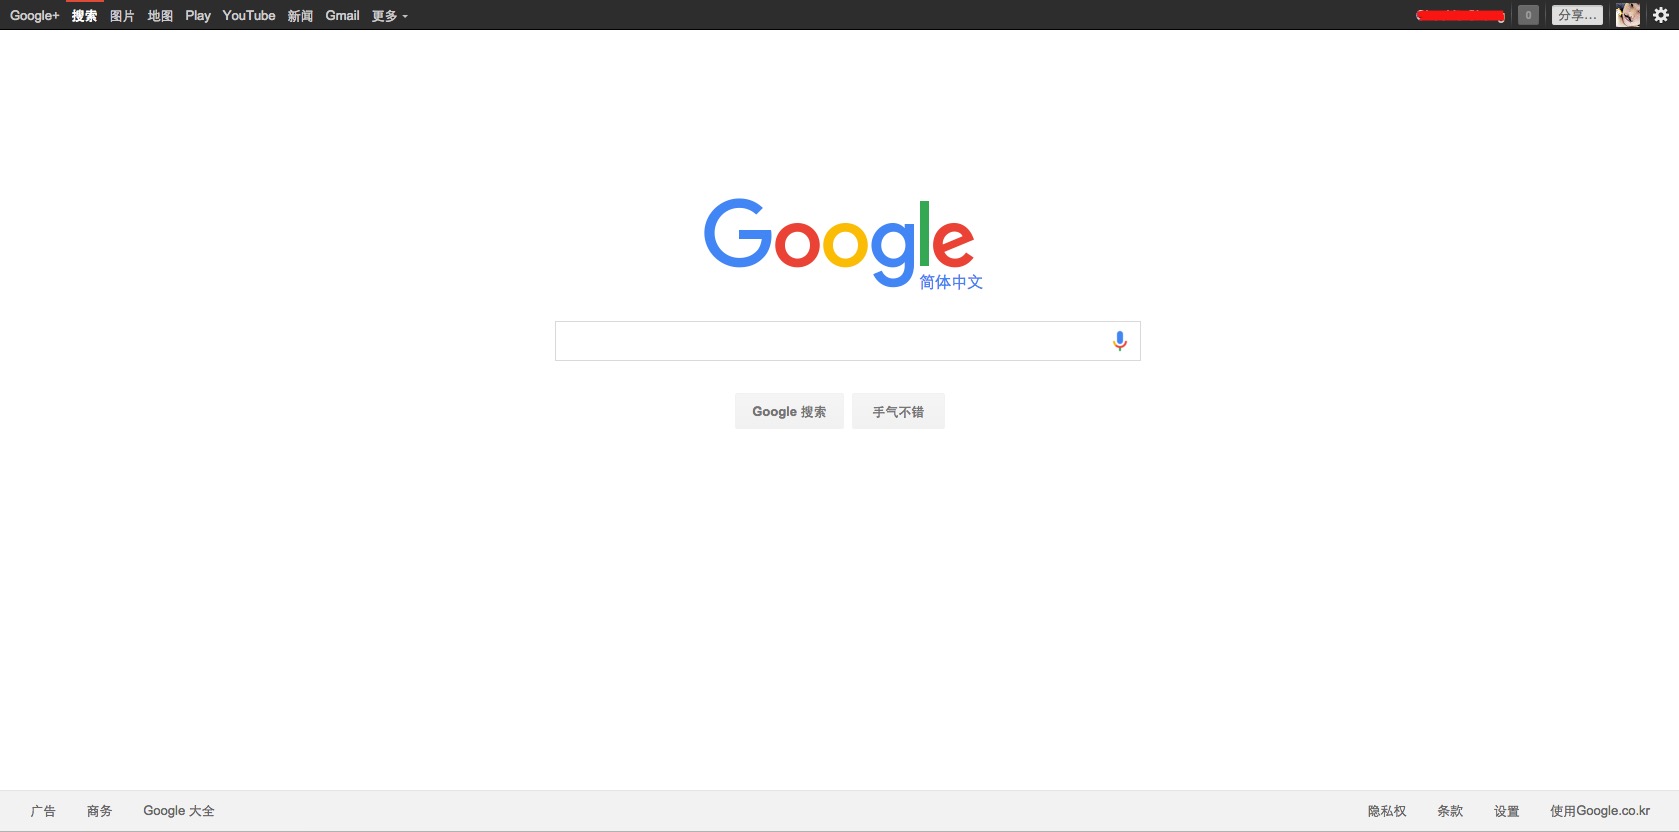 Google+ 搜索 图片 地图 Play YouTube 新闻 Gmail 更多 0 分享...
Google
简体中文
Google 搜索 手气不错
广告 商务 Google 大全 隐私权 条款 设置 使用Google.co.kr